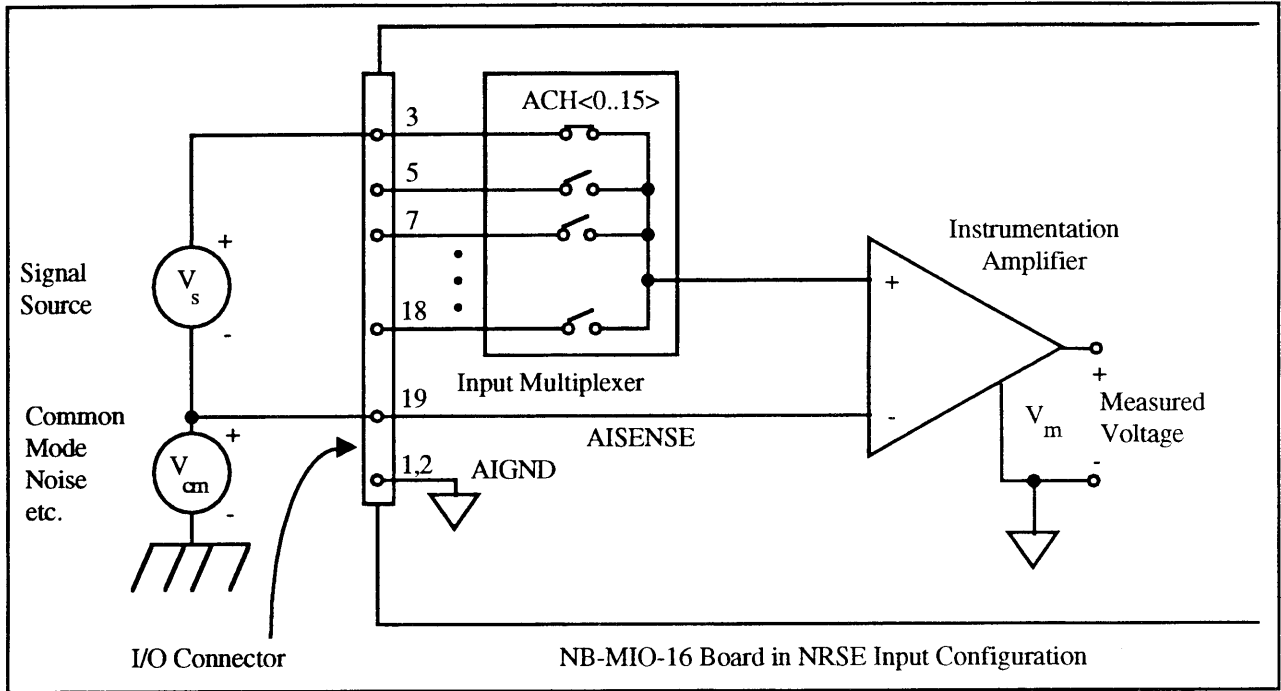 ACH<0..15>
3
5
7
18
Input Multiplexer
19
AISENSE
1,2
AIGND
Signal
Source
+
V
s
-
Common
Mode
Noise
etc.
+
V
cm
-
Instrumentation
Amplifier
+
-
V
m
+
Measured
Voltage
-
I/O Connector
NB-MIO-16 Board in NRSE Input Configuration